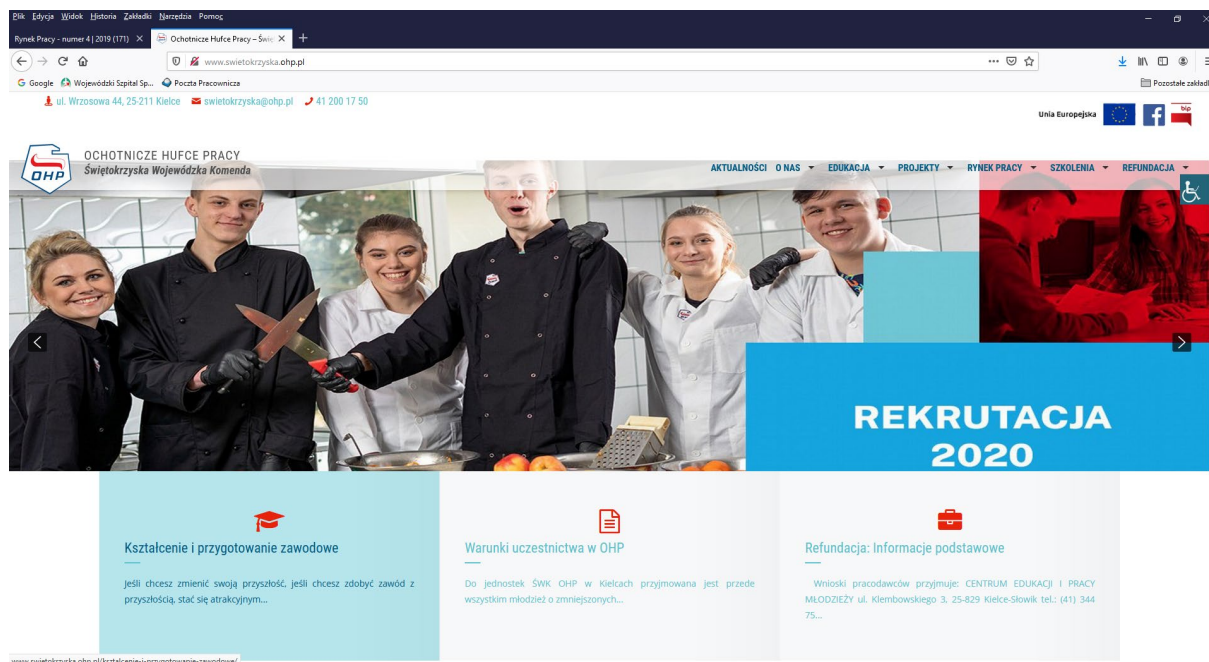 Plik Edycja Widok Historia Zakładki Narzędzia Pomoc
Rynek Pracy - numer 4 | 2019 (171) Ochotnicze Hufce Pracy – Świę
www.swietokrzyska.ohp.pl
Google Wojewódzki Szpital Sp... Poczta Pracownicza Pozostałe zakładk
ul. Wrzosowa 44, 25-211 Kielce swietokrzyska@ohp.pl 41 200 17 50
Unia Europejska bip
OCHOTNICZE HUFCE PRACY
Świętokrzyska Wojewódzka Komenda
OHP
AKTUALNOŚCI O NAS EDUKACJA PROJEKTY RYNEK PRACY SZKOLENIA REFUNDACJA
REKRUTACJA
2020
Kształcenie i przygotowanie zawodowe
Jeśli chcesz zmienić swoją przyszłość, jeśli chcesz zdobyć zawód z
przyszłością, stać się atrakcyjnym...
Warunki uczestnictwa w OHP
Do jednostek ŚWK OHP w Kielcach przyjmowana jest przede
wszystkim młodzież o zmniejszonych...
Refundacja: Informacje podstawowe
Wnioski pracodawców przyjmuje: CENTRUM EDUKACJI I PRACY
MŁODZIEŻY ul. Klembowskiego 3, 25-829 Kielce-Słowik tel.: (41) 344
75...
www.swietokrzyska.ohp.pl/ksztalcenie-i-przygotowanie-zawodowe/